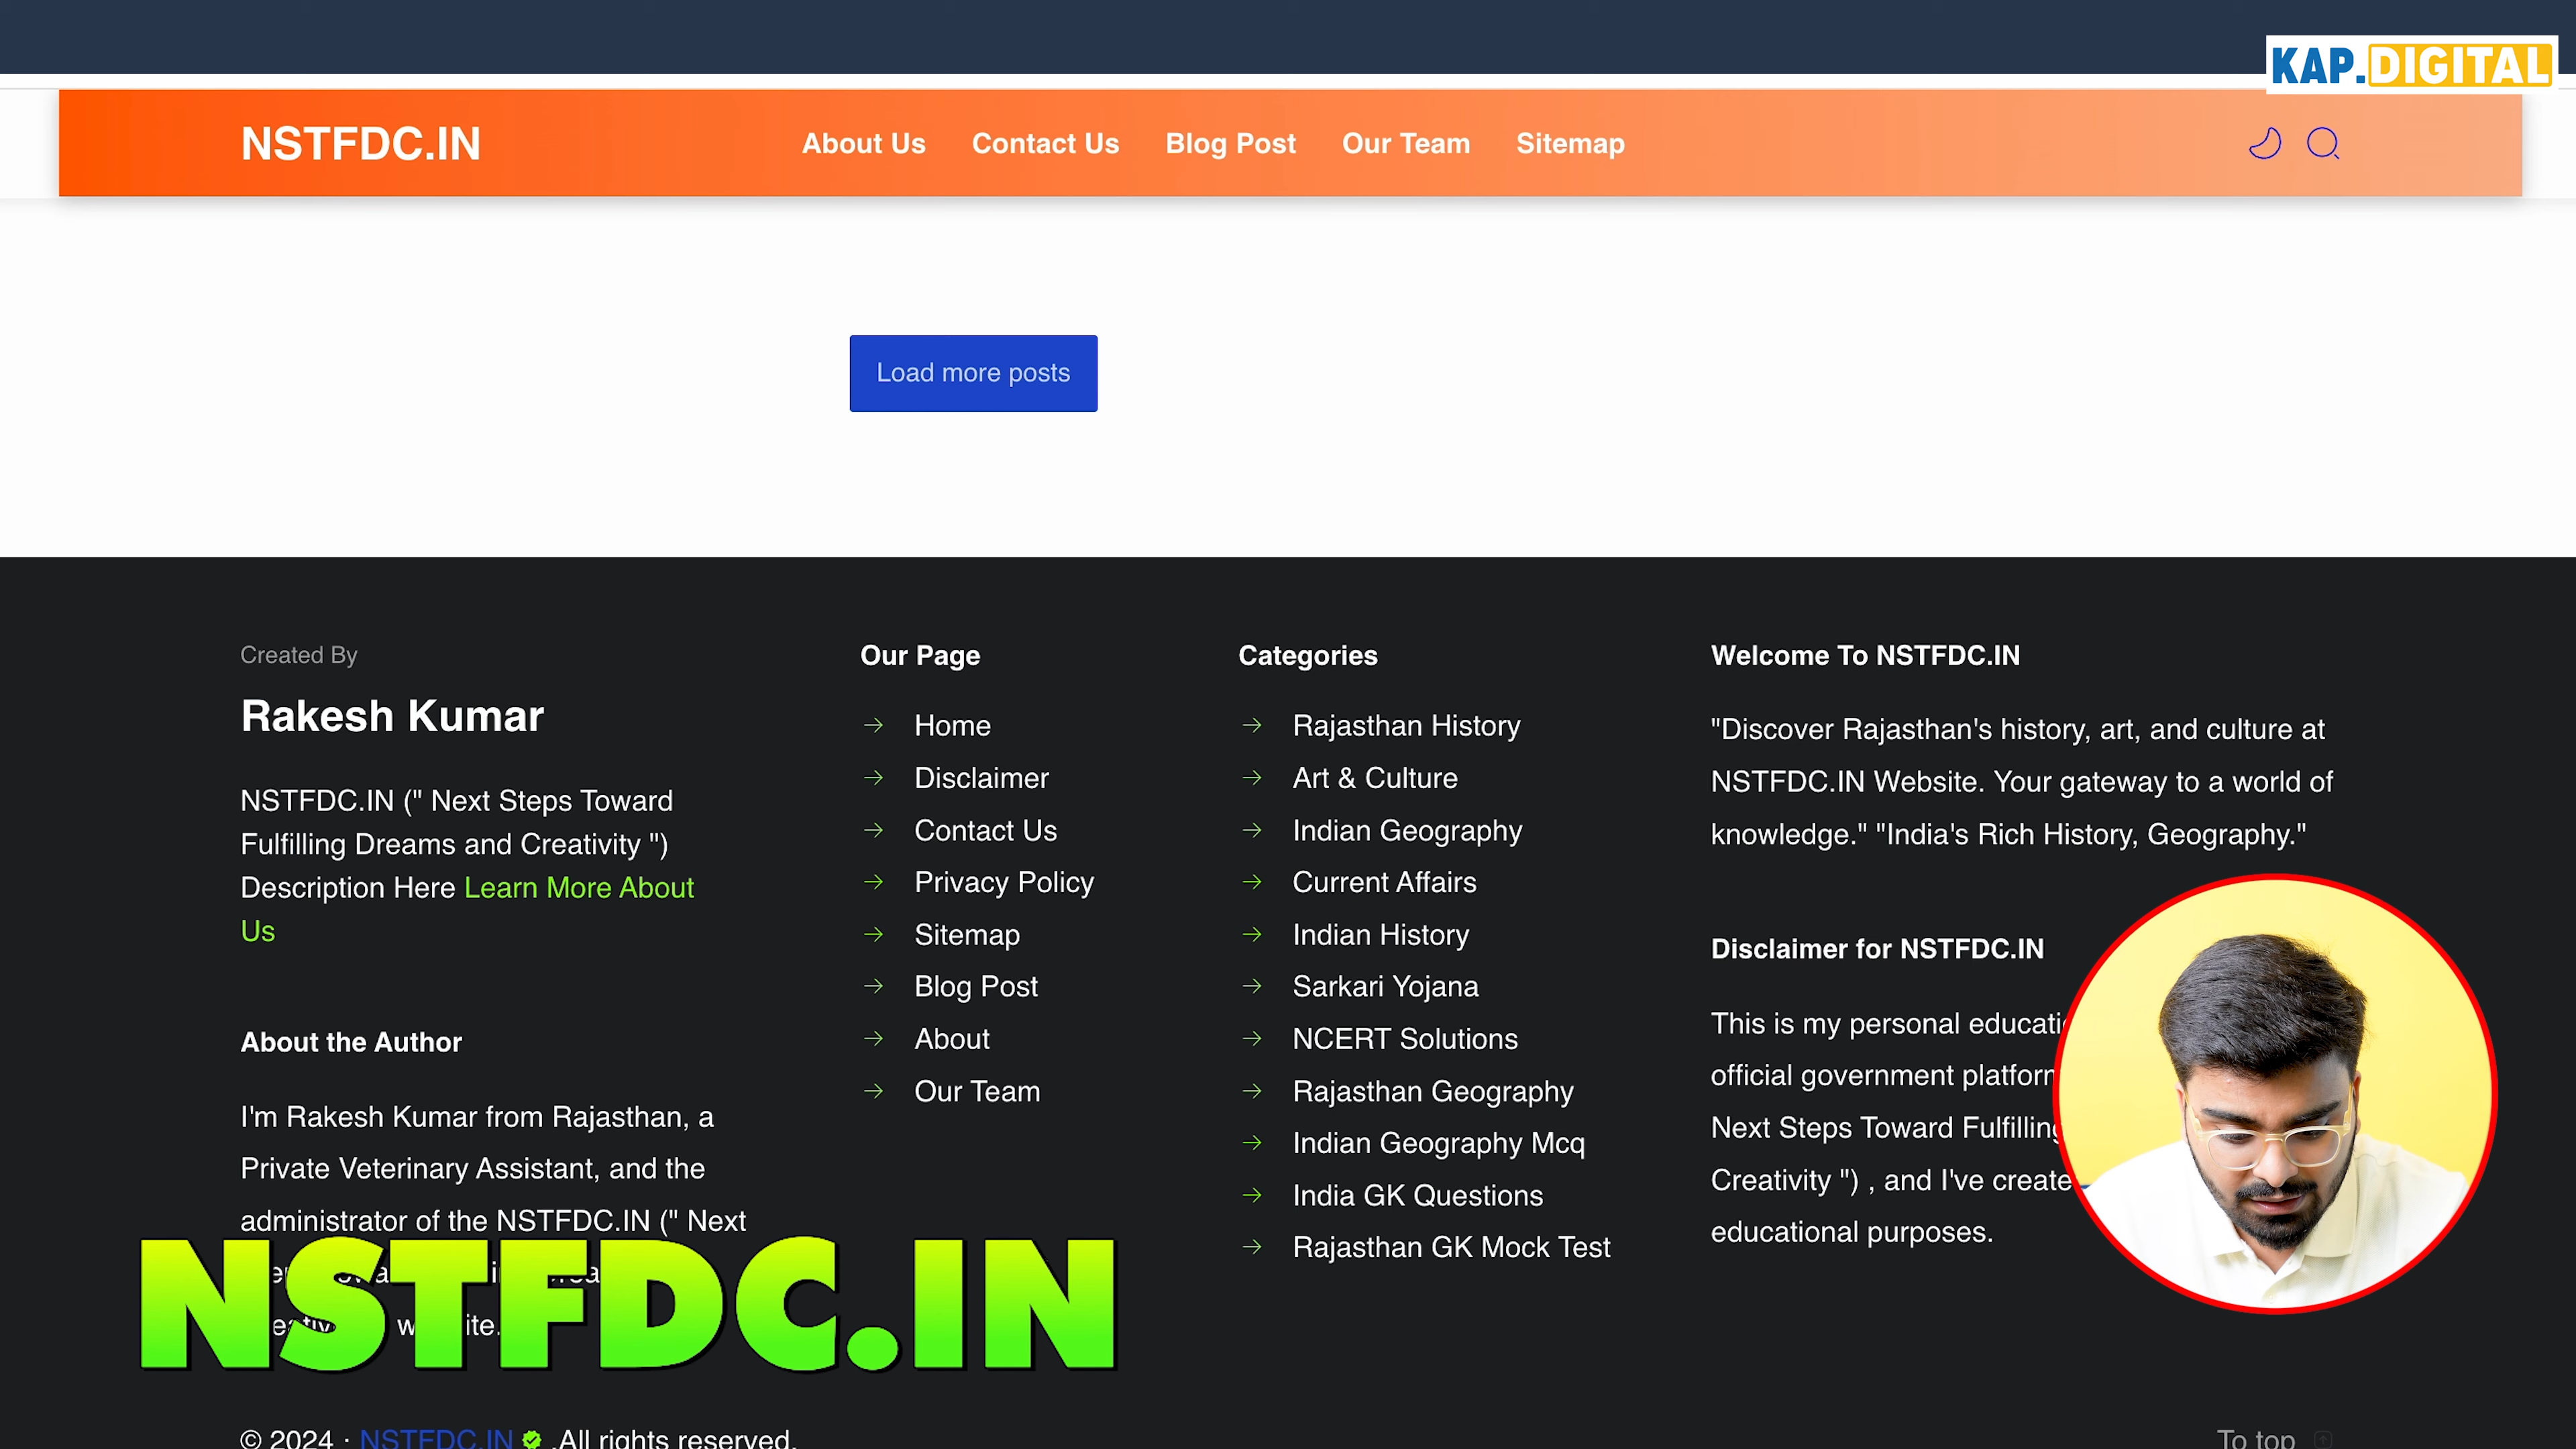 KAP.DIGITAL
NSTFDC.IN
About Us
Contact Us
Blog Post
Our Team
Sitemap
Load more posts
Created By
Rakesh Kumar
NSTFDC.IN (" Next Steps Toward
Fulfilling Dreams and Creativity ")
Description Here Learn More About
Us
About the Author
I'm Rakesh Kumar from Rajasthan, a
Private Veterinary Assistant, and the
administrator of the NSTFDC.IN (" Next
Our Page
Home
Disclaimer
Contact Us
Privacy Policy
Sitemap
Blog Post
About
Our Team
Categories
Rajasthan History
Art & Culture
Indian Geography
Current Affairs
Indian History
Sarkari Yojana
NCERT Solutions
Rajasthan Geography
Indian Geography Mcq
India GK Questions
Rajasthan GK Mock Test
Welcome To NSTFDC.IN
"Discover Rajasthan's history, art, and culture at
NSTFDC.IN Website. Your gateway to a world of
knowledge." "India's Rich History, Geography."
Disclaimer for NSTFDC.IN
This is my personal
official government
Next Steps Toward
Creativity ") , and I've
educational purposes.
NSTFDC.IN
© 2024 · NSTFDC.IN .All rights reserved.
To top